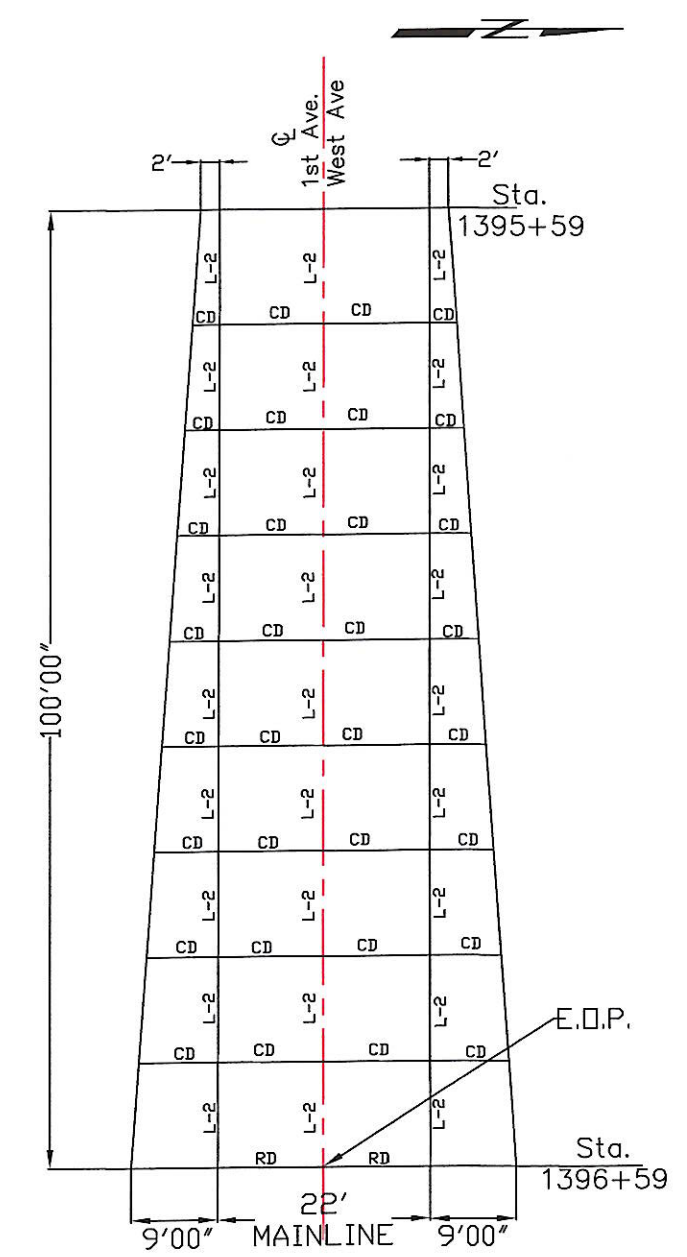 N
℄
1st Ave.
West Ave
2'
2'
Sta.
1395+59
L-2 L-2 L-2
CD CD CD CD
L-2 L-2 L-2
CD CD CD CD
L-2 L-2 L-2
CD CD CD CD
L-2 L-2 L-2
CD CD CD CD
100'00"
L-2 L-2 L-2
CD CD CD CD
L-2 L-2 L-2
CD CD CD CD
L-2 L-2 L-2
CD CD CD CD
L-2 L-2 L-2
E.O.P.
CD CD CD CD
L-2 L-2 L-2
RD RD
Sta.
1396+59
22'
9'00" MAINLINE 9'00"